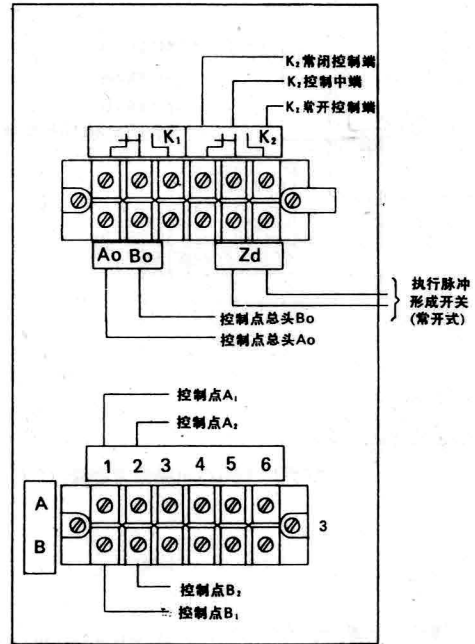 K₂常闭控制端
K₂控制中端
K₂常开控制端
K₁ K₂
Ao Bo Zd
执行脉冲
形成开关
(常开式)
控制点总头Bo
控制点总头Ao
控制点A₁
控制点A₂
1 2 3 4 5 6
A
B
3
控制点B₂
控制点B₁